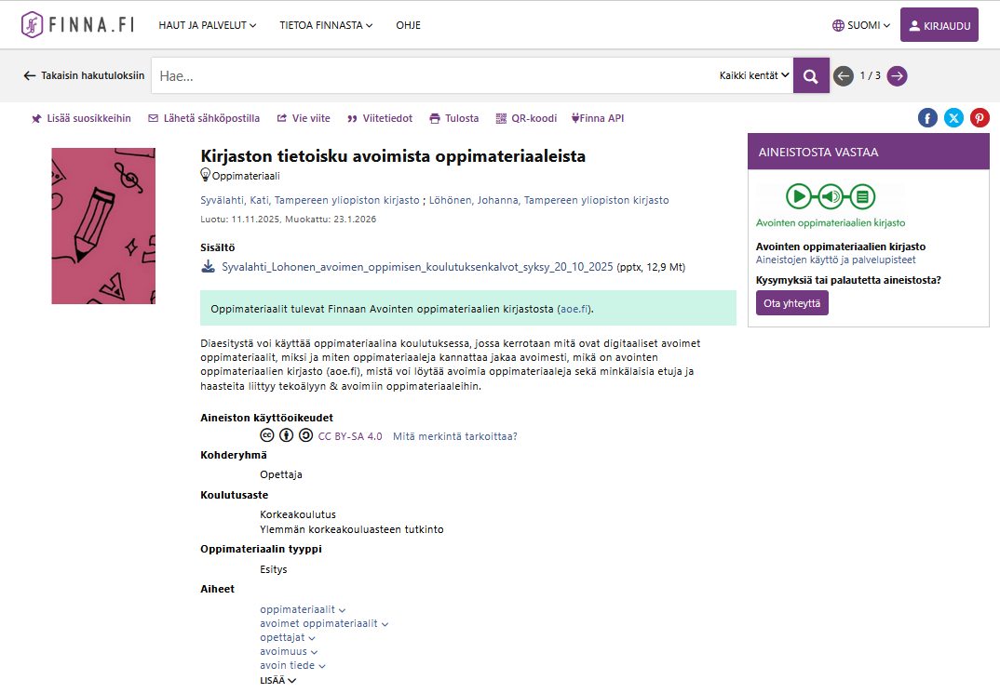 FINNA.FI HAUT JA PALVELUT TIETOA FINNASTA OHJE SUOMI KIRJAUDU
Takaisin hakutuloksiin Hae... Kaikki kentät 1 / 3
Lisää suosikkeihin Lähetä sähköpostilla Vie viite Viitetiedot Tulosta QR-koodi Finna API
Kirjaston tietoisku avoimista oppimateriaaleista
Oppimateriaali
Syvälahti, Kati, Tampereen yliopiston kirjasto ; Löhönen, Johanna, Tampereen yliopiston kirjasto
Luotu: 11.11.2025, Muokattu: 23.1.2026
Sisältö
Syvalahti_Lohonen_avoimen_oppimisen_koulutuksenkalvot_syksy_20_10_2025 (pptx, 12,9 Mt)
Oppimateriaalit tulevat Finnaan Avointen oppimateriaalien kirjastosta (aoe.fi).
Diaesitystä voi käyttää oppimateriaalina koulutuksessa, jossa kerrotaan mitä ovat digitaaliset avoimet
oppimateriaalit, miksi ja miten oppimateriaaleja kannattaa jakaa avoimesti, mikä on avointen
oppimateriaalien kirjasto (aoe.fi), mistä voi löytää avoimia oppimateriaaleja sekä minkälaisia etuja ja
haasteita liittyy tekoälyyn & avoimiin oppimateriaaleihin.
Aineiston käyttöoikeudet
CC BY-SA 4.0 Mitä merkintä tarkoittaa?
Kohderyhmä
Opettaja
Koulutusaste
Korkeakoulutus
Ylemmän korkeakouluasteen tutkinto
Oppimateriaalin tyyppi
Esitys
Aiheet
oppimateriaalit
avoimet oppimateriaalit
opettajat
avoimuus
avoin tiede
LISÄÄ
AINEISTOSTA VASTAA
Avointen oppimateriaalien kirjasto
Avointen oppimateriaalien kirjasto
Aineistojen käyttö ja palvelupisteet
Kysymyksiä tai palautetta aineistosta?
Ota yhteyttä